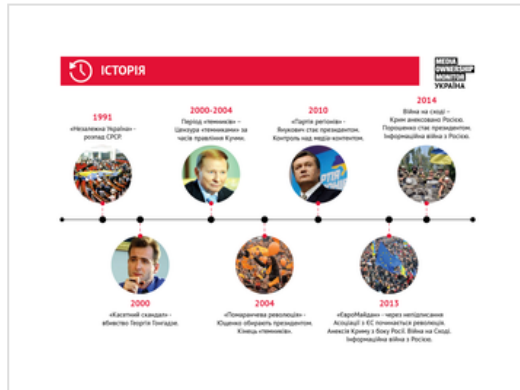 ІСТОРІЯ
MEDIA
OWNERSHIP
MONITOR
УКРАЇНА
1991
«Незалежна Україна» -
розпад СРСР.
2000-2004
Період «темників» –
Цензура «темниками» за
часів правління Кучми.
2010
«Партія регіонів» -
Янукович стає президентом.
Контроль над медіа-контентом.
2014
Війна на сході –
Крим анексовано Росією.
Порошенко стає президентом.
Інформаційна війна з Росією.
2000
«Касетний скандал» -
вбивство Георгія Гонгадзе.
2004
«Помаранчева революція» -
Ющенко обирають президентом.
Кінець «темників».
2013
«ЄвроМайдан» - через непідписання
Асоціації з ЄС починається революція.
Анексія Криму з боку Росії. Війна на Сході.
Інформаційна війна з Росією.